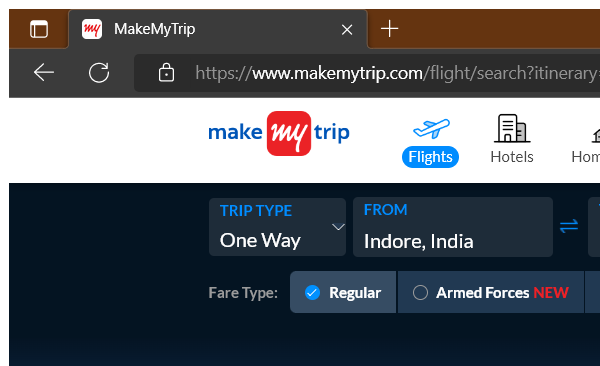 MakeMyTrip
https://www.makemytrip.com/flight/search?itinerary=
make my trip
Flights
Hotels
Hom
TRIP TYPE
One Way
FROM
Indore, India
Fare Type:
Regular
Armed Forces NEW